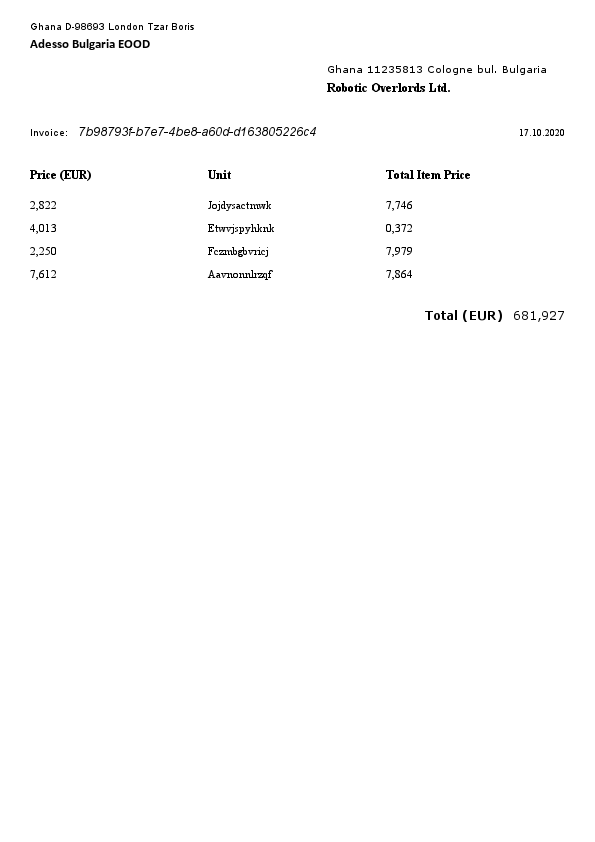 Ghana D-98693 London Tzar Boris
Adesso Bulgaria EOOD
Ghana 11235813 Cologne bul. Bulgaria
Robotic Overlords Ltd.
Invoice: 7b98793f-b7e7-4be8-a60d-d163805226c4 17.10.2020
Price (EUR) Unit Total Item Price
2,822 Jojdysactmwk 7,746
4,013 Etwvjspyhknk 0,372
2,250 Fczmbgbvricj 7,979
7,612 Aavnonnlrzqf 7,864
Total (EUR) 681,927